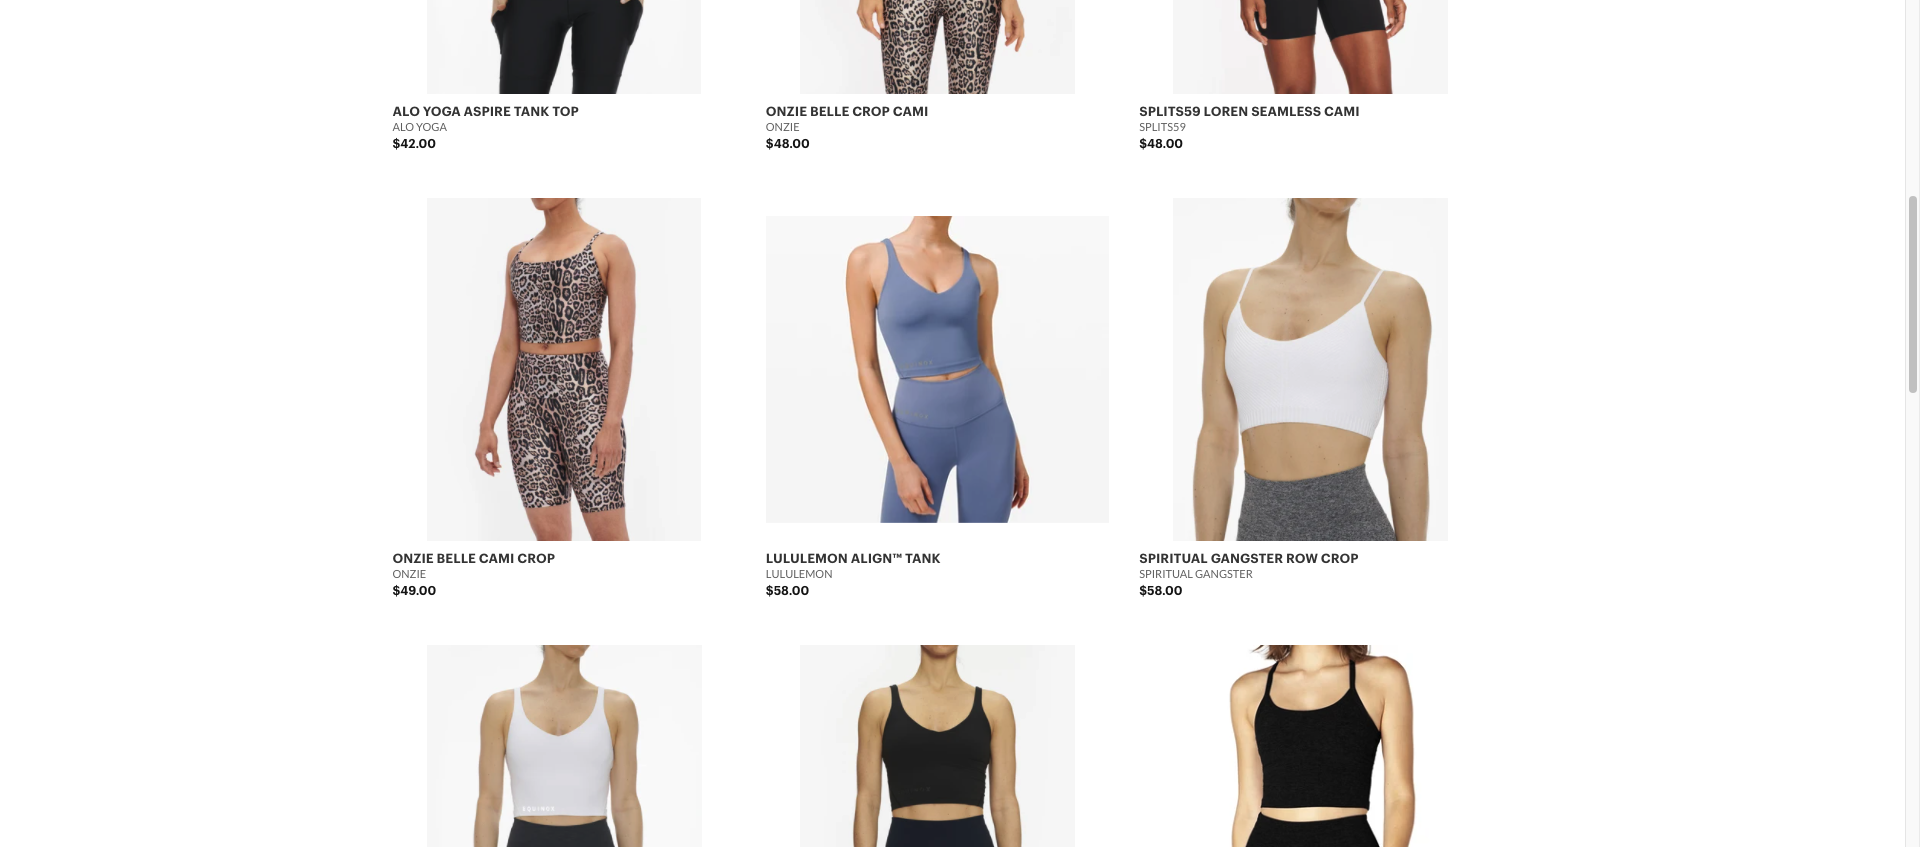 ALO YOGA ASPIRE TANK TOP
ALO YOGA
$42.00
ONZIE BELLE CROP CAMI
ONZIE
$48.00
SPLITS59 LOREN SEAMLESS CAMI
SPLITS59
$48.00
ONZIE BELLE CAMI CROP
ONZIE
$49.00
LULULEMON ALIGN™ TANK
LULULEMON
$58.00
SPIRITUAL GANGSTER ROW CROP
SPIRITUAL GANGSTER
$58.00
EQUINOX